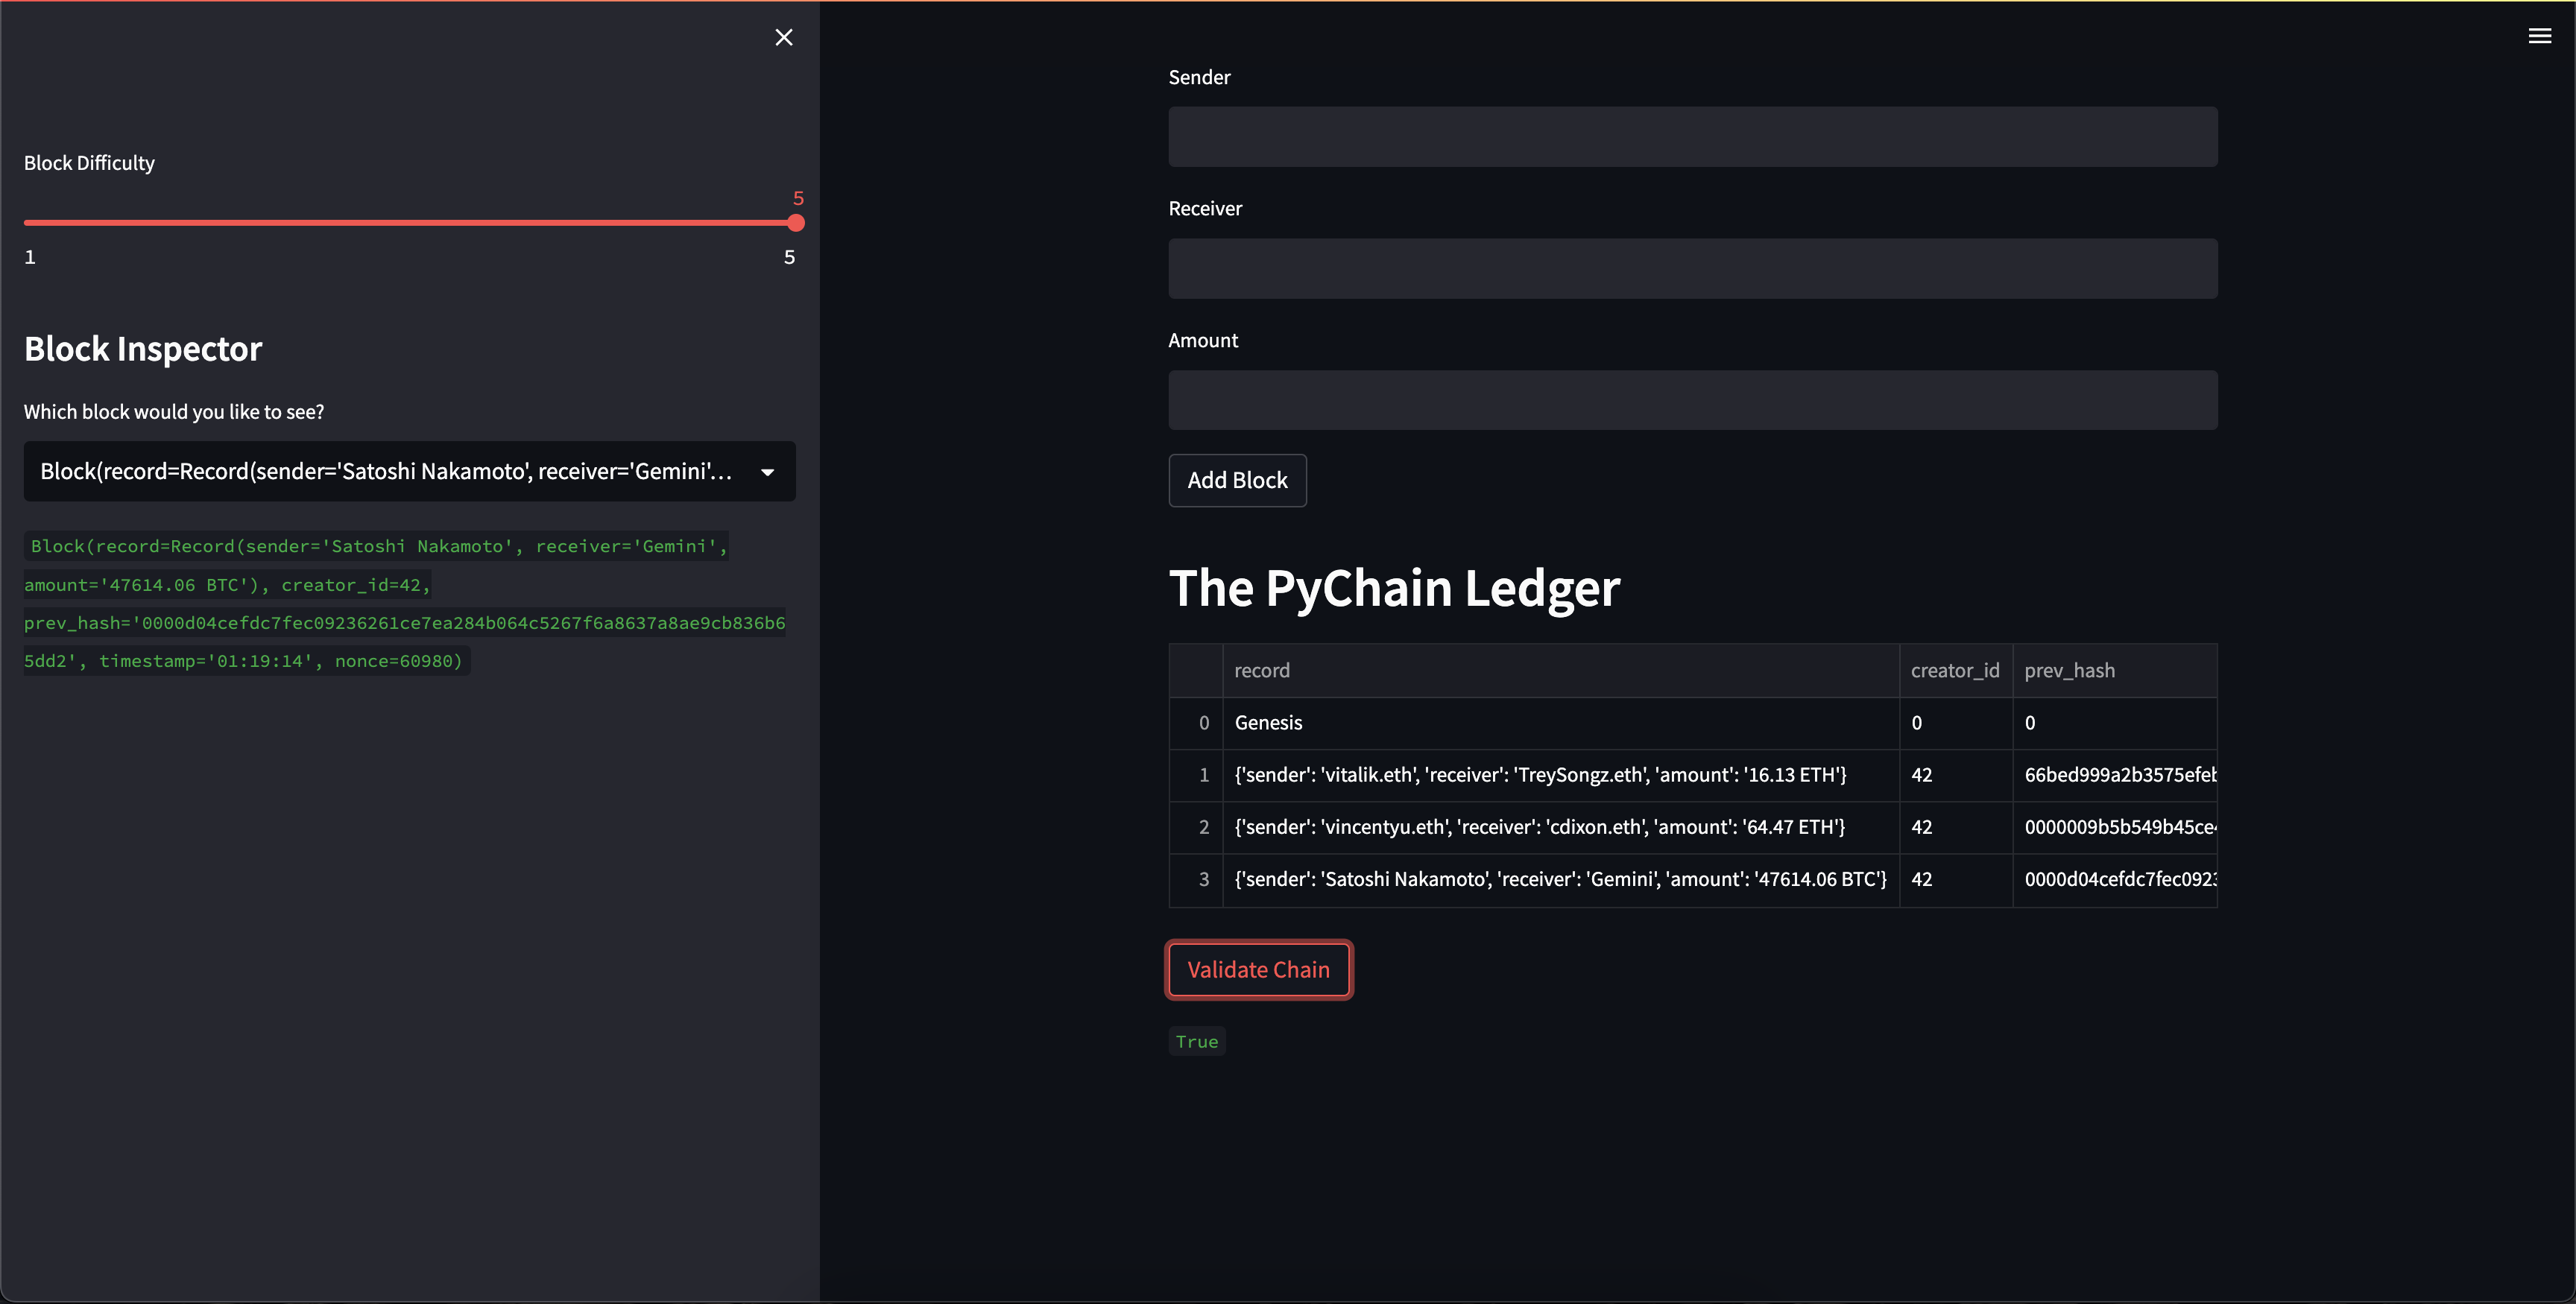 Block Difficulty
5
1 5
Block Inspector
Which block would you like to see?
Block(record=Record(sender='Satoshi Nakamoto', receiver='Gemini'...
Block(record=Record(sender='Satoshi Nakamoto', receiver='Gemini',
amount='47614.06 BTC'), creator_id=42,
prev_hash='0000d04cefdc7fec09236261ce7ea284b064c5267f6a8637a8ae9cb836b6
5dd2', timestamp='01:19:14', nonce=60980)
Sender
Receiver
Amount
Add Block
The PyChain Ledger
record creator_id prev_hash
0 Genesis 0 0
1 {'sender': 'vitalik.eth', 'receiver': 'TreySongz.eth', 'amount': '16.13 ETH'} 42 66bed999a2b3575efeb
2 {'sender': 'vincentyu.eth', 'receiver': 'cdixon.eth', 'amount': '64.47 ETH'} 42 0000009b5b549b45ce4
3 {'sender': 'Satoshi Nakamoto', 'receiver': 'Gemini', 'amount': '47614.06 BTC'} 42 0000d04cefdc7fec0923
Validate Chain
True